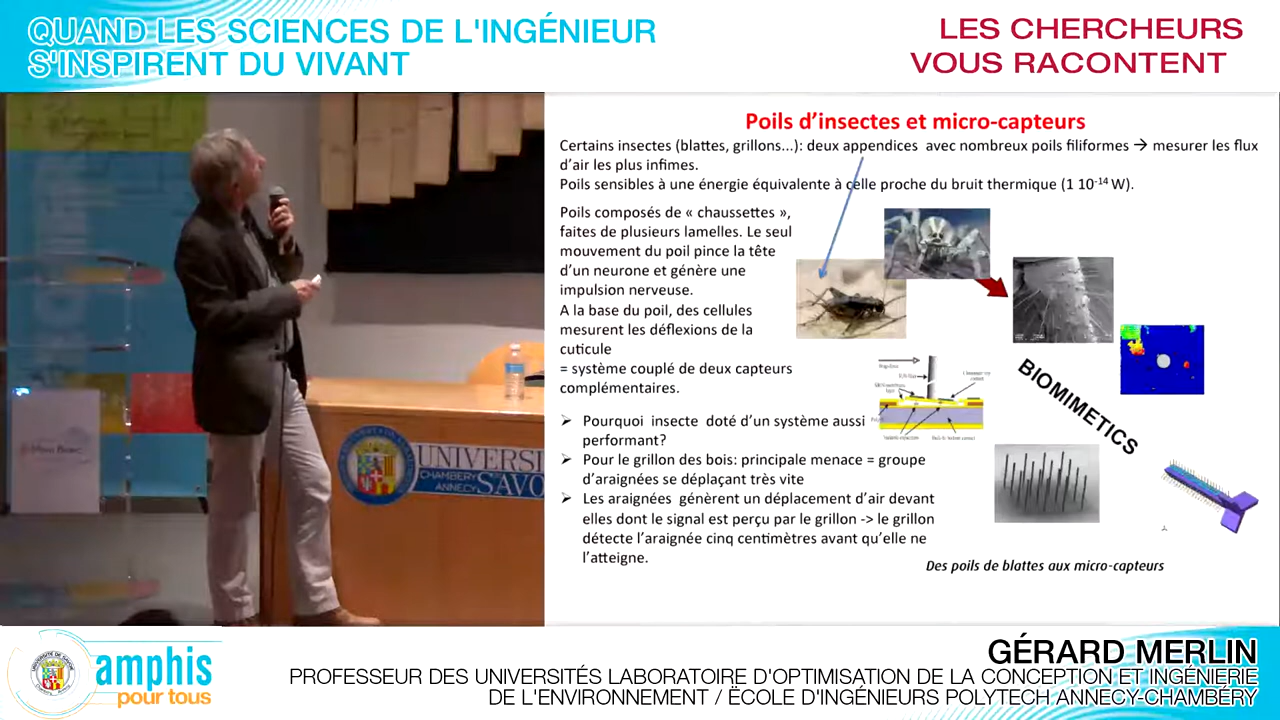 QUAND LES SCIENCES DE L'INGÉNIEUR
S'INSPIRENT DU VIVANT
LES CHERCHEURS
VOUS RACONTENT
Poils d'insectes et micro-capteurs
Certains insectes (blattes, grillons...): deux appendices avec nombreux poils filiformes → mesurer les flux
d'air les plus infimes.
Poils sensibles à une énergie équivalente à celle proche du bruit thermique (1 10-14 W).
Poils composés de « chaussettes »,
faites de plusieurs lamelles. Le seul
mouvement du poil pince la tête
d'un neurone et génère une
impulsion nerveuse.
A la base du poil, des cellules
mesurent les déflexions de la
cuticule
= système couplé de deux capteurs
complémentaires.
➢ Pourquoi insecte doté d'un système aussi
performant?
➢ Pour le grillon des bois: principale menace = groupe
d'araignées se déplaçant très vite
➢ Les araignées génèrent un déplacement d'air devant
elles dont le signal est perçu par le grillon -> le grillon
détecte l'araignée cinq centimètres avant qu'elle ne
l'atteigne.
BIOMIMETICS
Des poils de blattes aux micro-capteurs
UNIVERSI
CHAMBÉRY
ANNECY
SAVO
amphis
pour tous
GÉRARD MERLIN
PROFESSEUR DES UNIVERSITÉS LABORATOIRE D'OPTIMISATION DE LA CONCEPTION ET INGÉNIERIE
DE L'ENVIRONNEMENT / ËCOLE D'INGÉNIEURS POLYTECH ANNECY-CHAMBÉRY